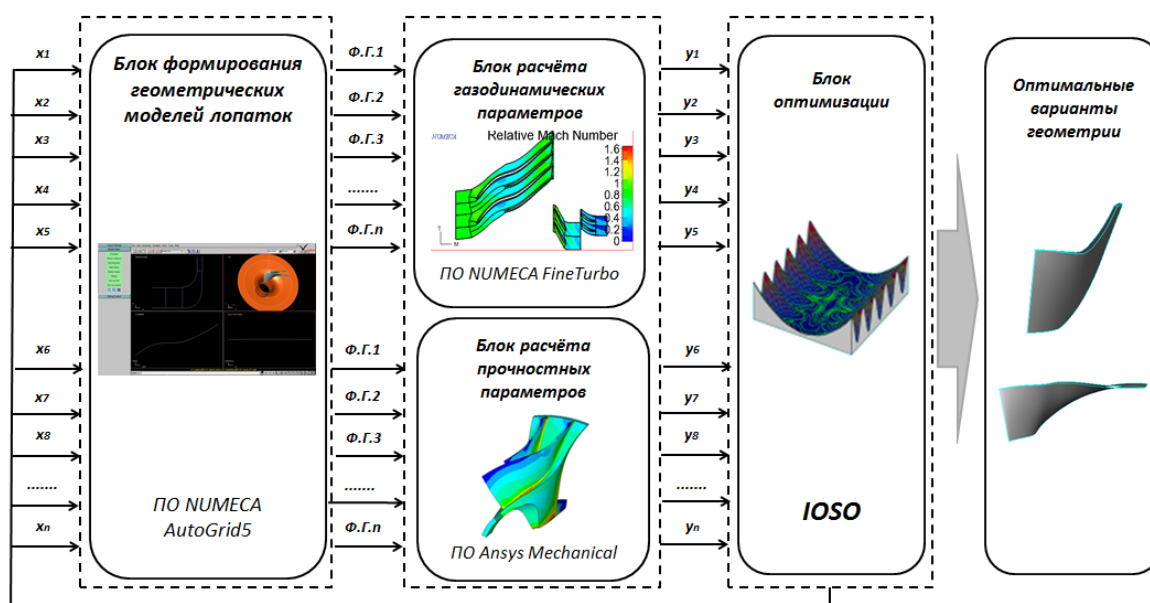 x1
x2
x3
x4
x5
x6
x7
x8
.......
xn
Блок формирования
геометрических
моделей лопаток
ПО NUMECA
AutoGrid5
Ф.Г.1
Ф.Г.2
Ф.Г.3
.......
Ф.Г.n
Ф.Г.1
Ф.Г.2
Ф.Г.3
.......
Ф.Г.n
Блок расчёта
газодинамических
параметров
NUMECA
Relative Mach Number
1.6
1.4
1.2
1
0.8
0.6
0.4
0.2
0
Y
M
ПО NUMECA FineTurbo
Блок расчёта
прочностных
параметров
ПО Ansys Mechanical
y1
y2
y3
y4
y5
y6
y7
y8
.......
yn
Блок
оптимизации
IOSO
Оптимальные
варианты
геометрии